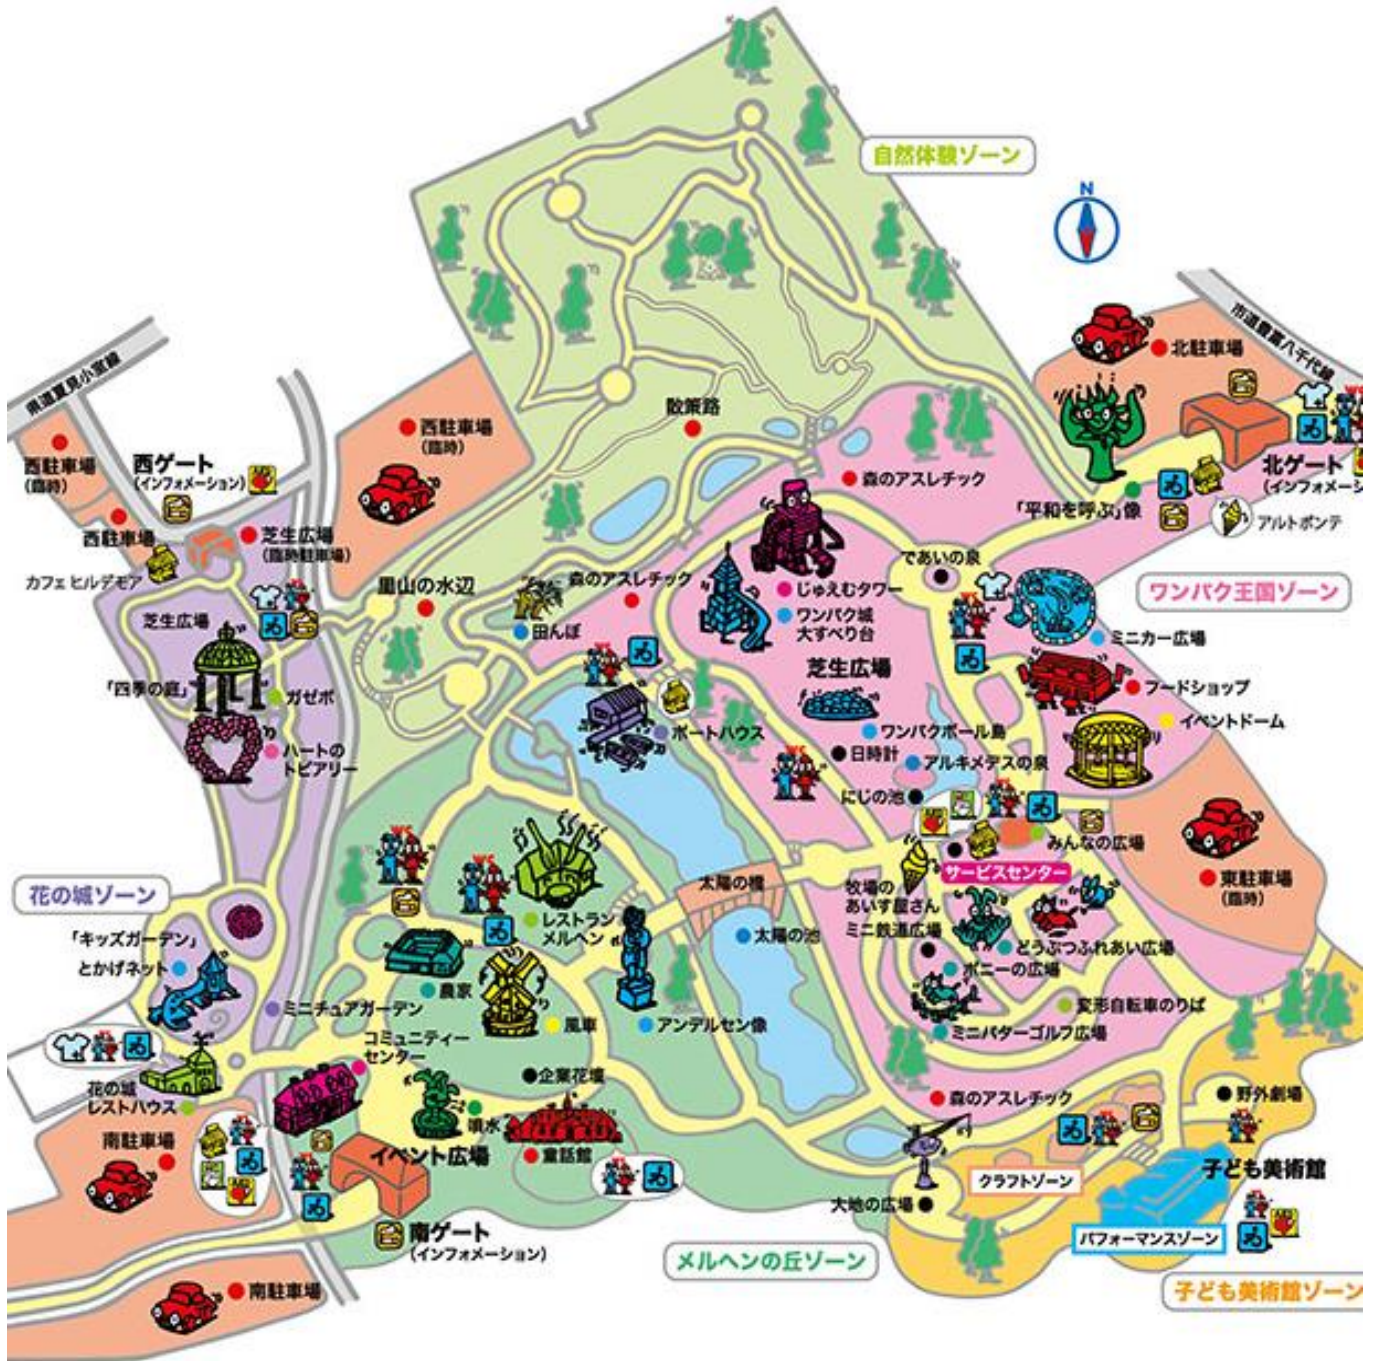 自然体験ゾーン
N
市道豊富八千代線
北駐車場
県道夏見小室線
西駐車場
(臨時)
散策路
西駐車場
(臨時)
西ゲート
(インフォメーション)
北ゲート
(インフォメーシ
森のアスレチック
「平和を呼ぶ」像
アルトポンテ
西駐車場
芝生広場
(臨時駐車場)
であいの泉
カフェ ヒルデモア
里山の水辺
森のアスレチック
じゅえむタワー
ワンパク王国ゾーン
芝生広場
田んぼ
ワンパク城
大すべり台
ミニカー広場
芝生広場
「四季の庭」
ガゼボ
フードショップ
ハートの
トピアリー
ボートハウス
ワンパクボール島
イベントドーム
日時計
アルキメデスの泉
にじの池
みんなの広場
サービスセンター
花の城ゾーン
太陽の橋
牧場の
あいす屋さん
東駐車場
(臨時)
レストラン
メルヘン
太陽の池
ミニ鉄道広場
どうぶつふれあい広場
「キッズガーデン」
とかげネット
農家
ポニーの広場
ミニチュアガーデン
風車
アンデルセン像
変形自転車のりば
ミニパターゴルフ広場
コミュニティー
センター
企業花壇
花の城
レストハウス
噴水
森のアスレチック
野外劇場
南駐車場
イベント広場
童話館
クラフトゾーン
子ども美術館
大地の広場
南ゲート
(インフォメーション)
パフォーマンスゾーン
メルヘンの丘ゾーン
南駐車場
子ども美術館ゾーン